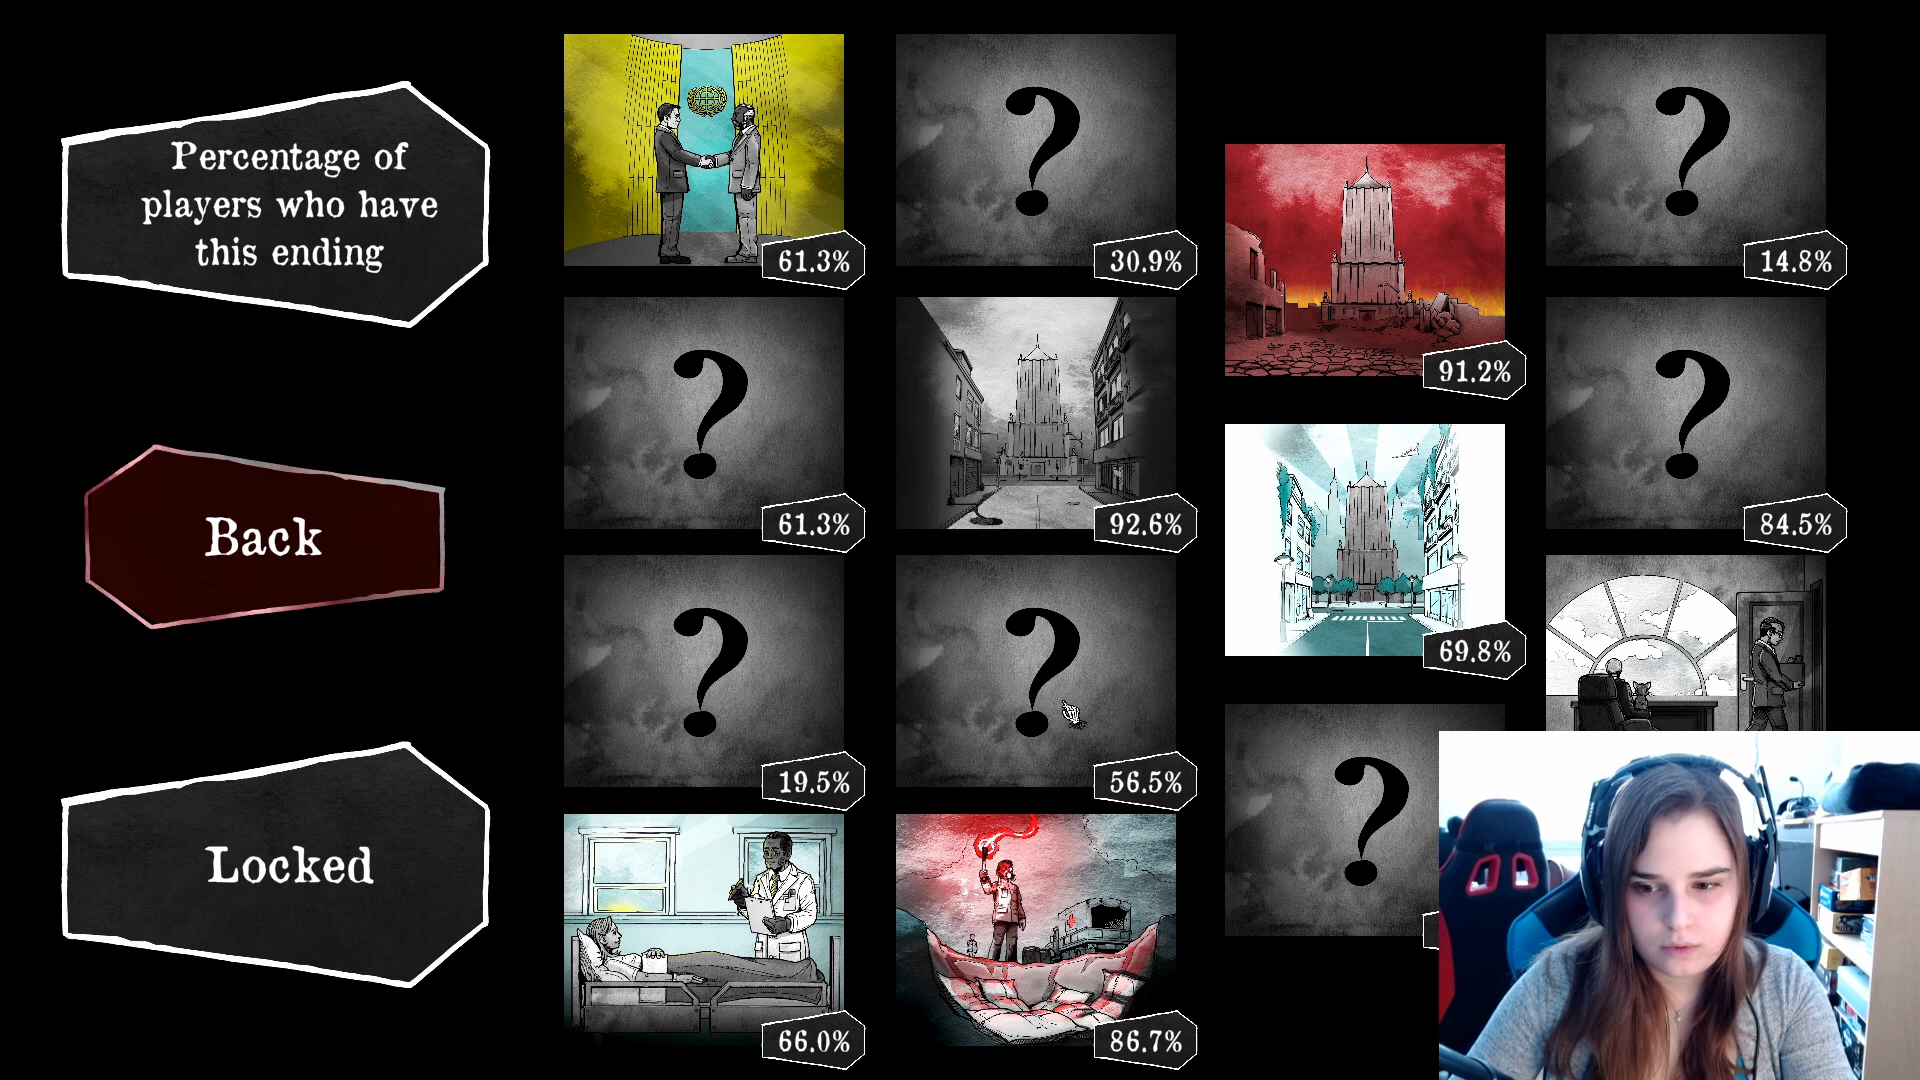 Percentage of
players who have
this ending
Back
Locked
61.3%
30.9%
91.2%
14.8%
61.3%
92.6%
69.8%
84.5%
19.5%
56.5%
66.0%
86.7%